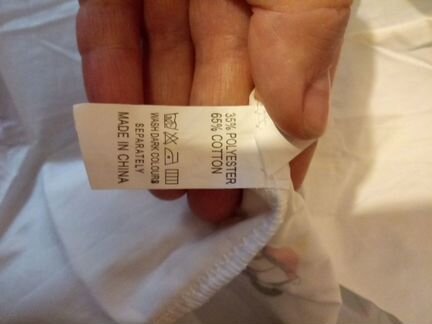 35% POLYESTER
65% COTTON
WASH DARK COLOURS
SEPARATELY
MADE IN CHINA